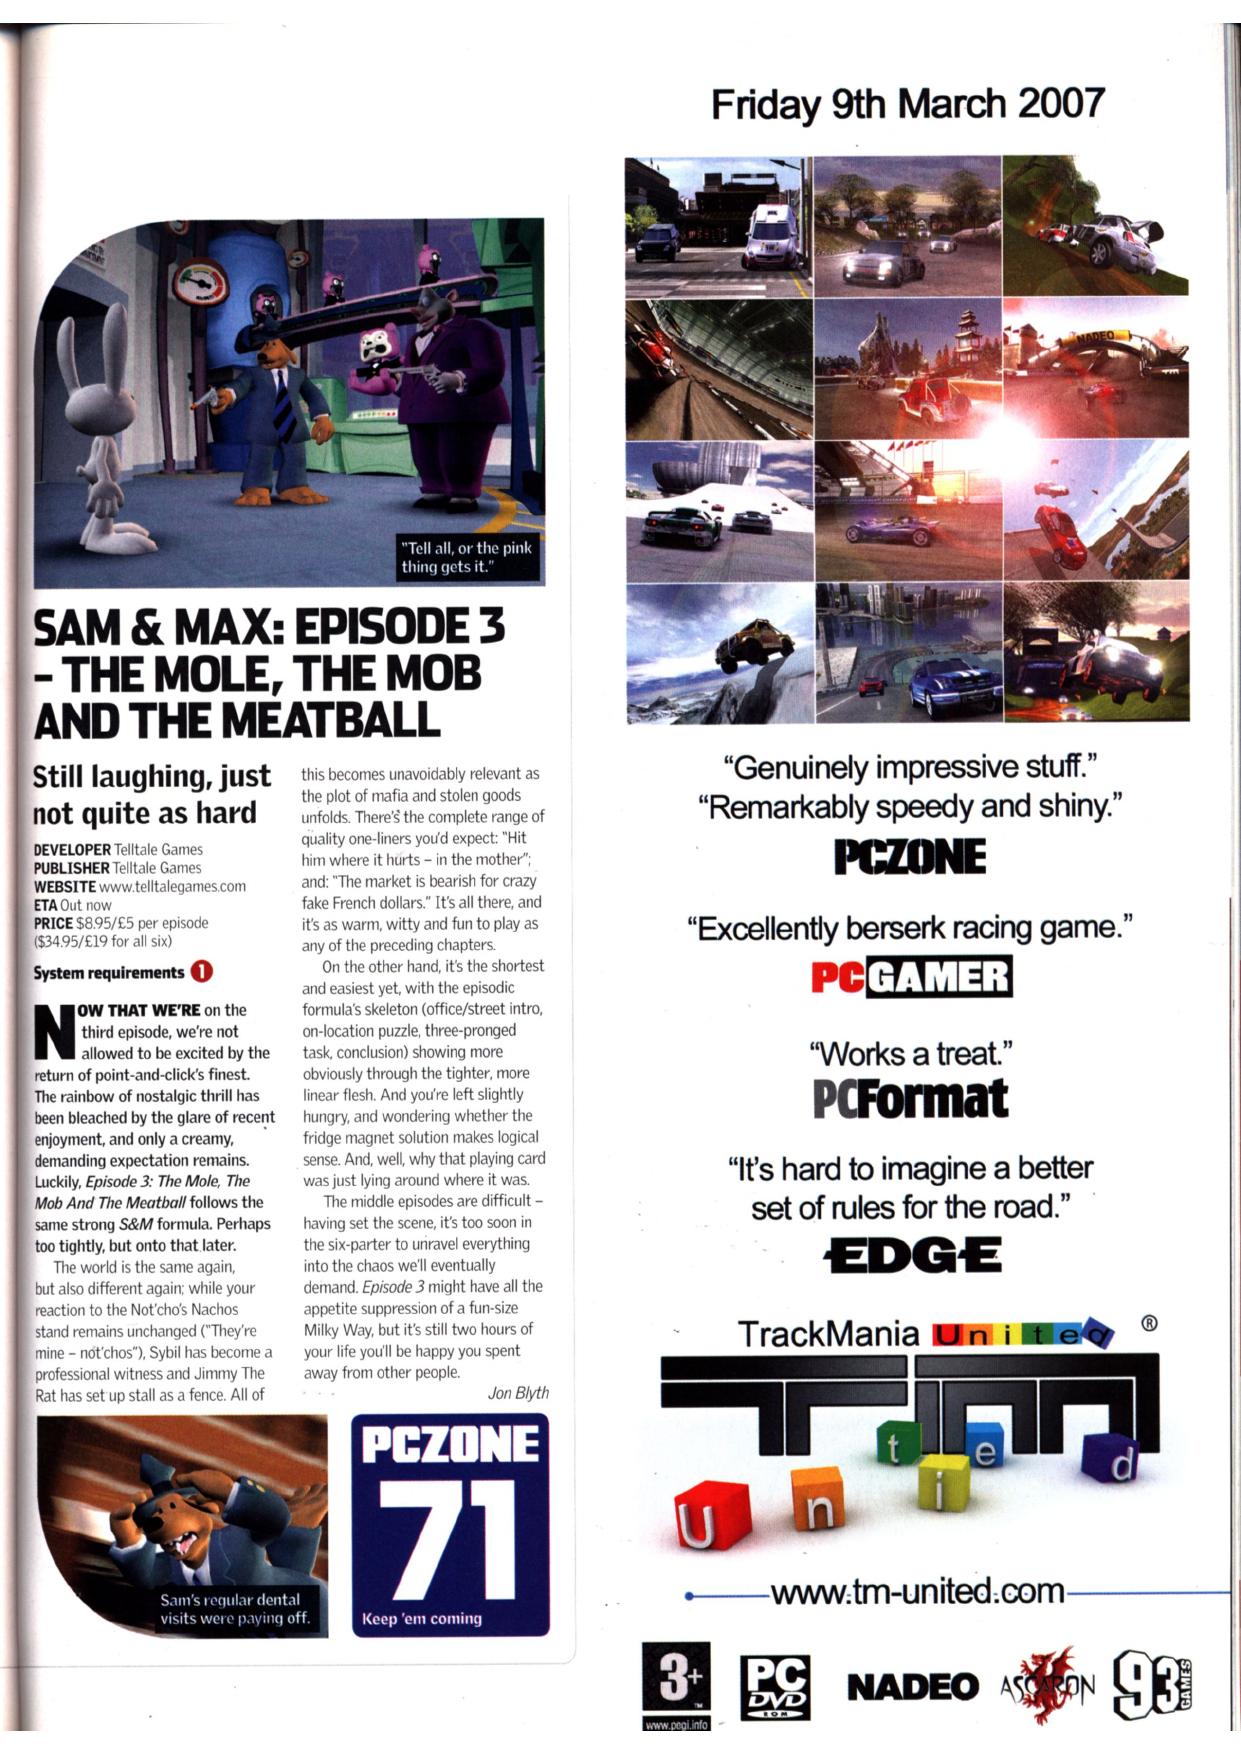 "Tell all, or the pink
thing gets it."
SAM & MAX: EPISODE 3
– THE MOLE, THE MOB
AND THE MEATBALL
Still laughing, just
not quite as hard
DEVELOPER Telltale Games
PUBLISHER Telltale Games
WEBSITE www.telltalegames.com
ETA Out now
PRICE $8.95/£5 per episode
($34.95/£19 for all six)
System requirements 1
NOW THAT WE'RE on the
third episode, we're not
allowed to be excited by the
return of point-and-click's finest.
The rainbow of nostalgic thrill has
been bleached by the glare of recent
enjoyment, and only a creamy,
demanding expectation remains.
Luckily, Episode 3: The Mole, The
Mob And The Meatball follows the
same strong S&M formula. Perhaps
too tightly, but onto that later.
The world is the same again,
but also different again; while your
reaction to the Not'cho's Nachos
stand remains unchanged ("They're
mine – not'chos"), Sybil has become a
professional witness and Jimmy The
Rat has set up stall as a fence. All of
this becomes unavoidably relevant as
the plot of mafia and stolen goods
unfolds. There's the complete range of
quality one-liners you'd expect: "Hit
him where it hurts – in the mother";
and: "The market is bearish for crazy
fake French dollars." It's all there, and
it's as warm, witty and fun to play as
any of the preceding chapters.
On the other hand, it's the shortest
and easiest yet, with the episodic
formula's skeleton (office/street intro,
on-location puzzle, three-pronged
task, conclusion) showing more
obviously through the tighter, more
linear flesh. And you're left slightly
hungry, and wondering whether the
fridge magnet solution makes logical
sense. And, well, why that playing card
was just lying around where it was.
The middle episodes are difficult –
having set the scene, it's too soon in
the six-parter to unravel everything
into the chaos we'll eventually
demand. Episode 3 might have all the
appetite suppression of a fun-size
Milky Way, but it's still two hours of
your life you'll be happy you spent
away from other people.
Jon Blyth
Sam's regular dental
visits were paying off.
PCZONE
71
Keep 'em coming
Friday 9th March 2007
NADEO
"Genuinely impressive stuff."
"Remarkably speedy and shiny."
PCZONE
"Excellently berserk racing game."
PCGAMER
"Works a treat."
PCFormat
"It's hard to imagine a better
set of rules for the road."
EDGE
TrackMania United ®
TM
United
www.tm-united.com
3+
TM
www.pegi.info
PC
DVD
ROM
NADEO
ASCARON
93 GAMES